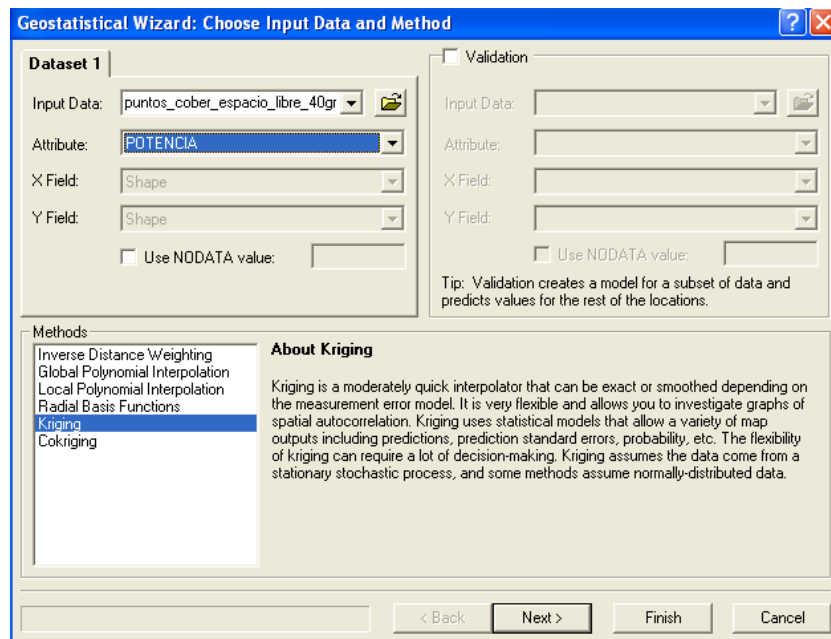 Geostatistical Wizard: Choose Input Data and Method
Dataset 1
Input Data:
puntos_cober_espacio_libre_40gr
Attribute:
POTENCIA
X Field:
Shape
Y Field:
Shape
Use NODATA value:
Validation
Input Data:
Attribute:
X Field:
Y Field:
Use NODATA value:
Tip: Validation creates a model for a subset of data and
predicts values for the rest of the locations.
Methods
Inverse Distance Weighting
Global Polynomial Interpolation
Local Polynomial Interpolation
Radial Basis Functions
Kriging
Cokriging
About Kriging
Kriging is a moderately quick interpolator that can be exact or smoothed depending on
the measurement error model. It is very flexible and allows you to investigate graphs of
spatial autocorrelation. Kriging uses statistical models that allow a variety of map
outputs including predictions, prediction standard errors, probability, etc. The flexibility
of kriging can require a lot of decision-making. Kriging assumes the data come from a
stationary stochastic process, and some methods assume normally-distributed data.
< Back
Next >
Finish
Cancel